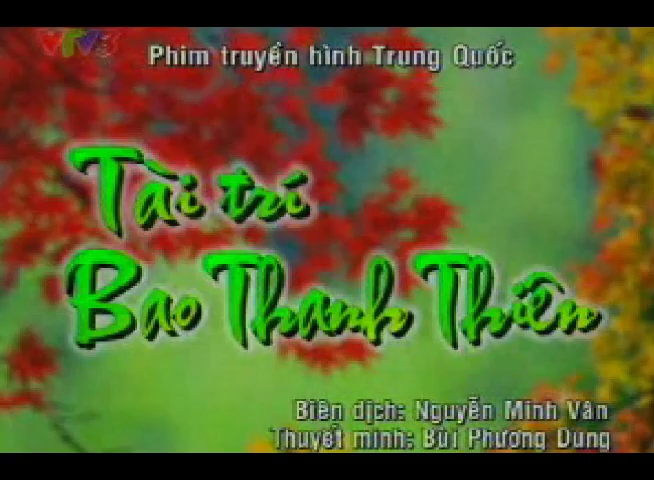 VTV3
Phim truyền hình Trung Quốc
Tài trí
Bao Thanh Thiên
Biên dịch: Nguyễn Minh Vân
Thuyết minh: Bùi Phương Dung